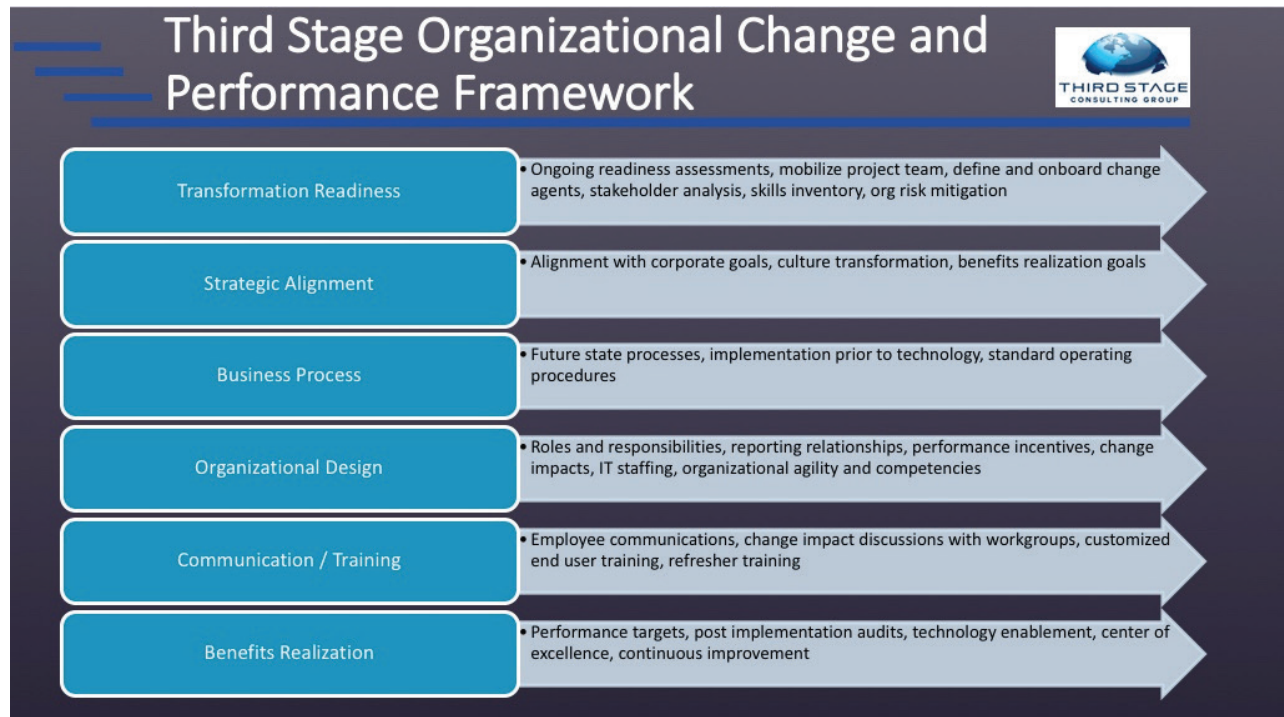 Third Stage Organizational Change and
Performance Framework
THIRD STAGE
CONSULTING GROUP
Transformation Readiness
• Ongoing readiness assessments, mobilize project team, define and onboard change
agents, stakeholder analysis, skills inventory, org risk mitigation
Strategic Alignment
• Alignment with corporate goals, culture transformation, benefits realization goals
Business Process
• Future state processes, implementation prior to technology, standard operating
procedures
Organizational Design
• Roles and responsibilities, reporting relationships, performance incentives, change
impacts, IT staffing, organizational agility and competencies
Communication / Training
• Employee communications, change impact discussions with workgroups, customized
end user training, refresher training
Benefits Realization
• Performance targets, post implementation audits, technology enablement, center of
excellence, continuous improvement